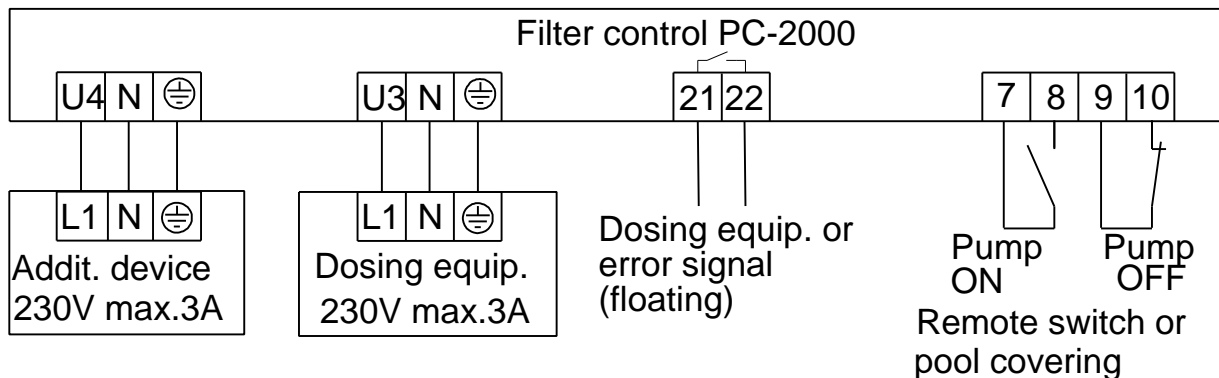 Filter control PC-2000
U4 N
U3 N
21 22
7 8 9 10
L1 N
L1 N
Addit. device
230V max.3A
Dosing equip.
230V max.3A
Dosing equip. or
error signal
(floating)
Pump
ON
Pump
OFF
Remote switch or
pool covering